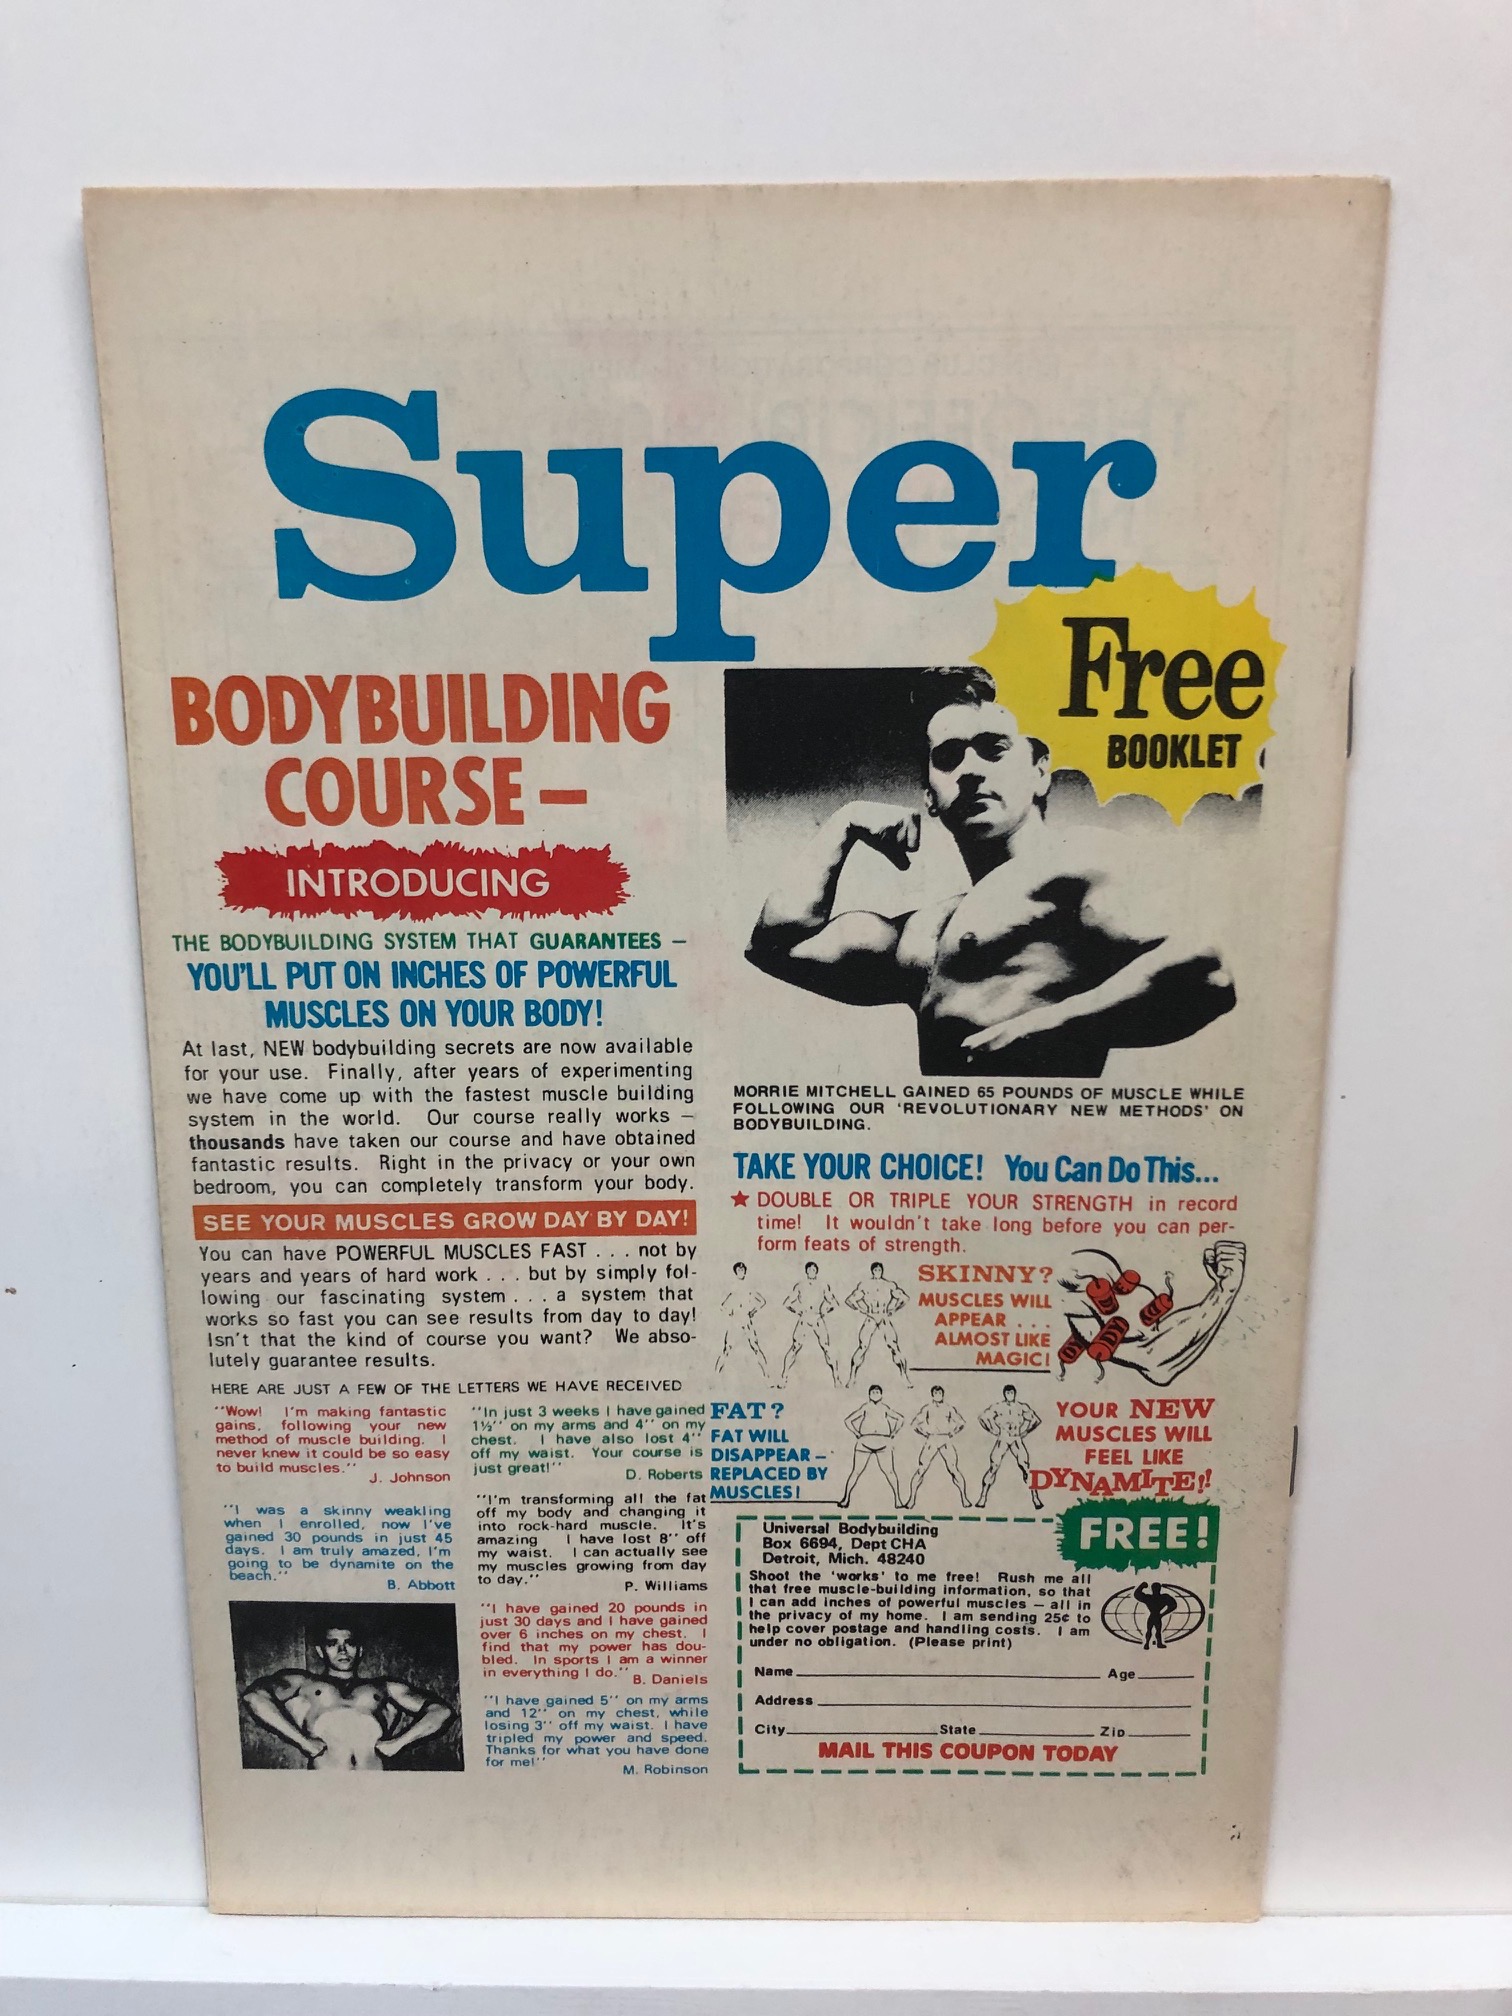 Super
Free
BOOKLET
BODYBUILDING
COURSE –
INTRODUCING
THE BODYBUILDING SYSTEM THAT GUARANTEES –
YOU'LL PUT ON INCHES OF POWERFUL
MUSCLES ON YOUR BODY!
At last, NEW bodybuilding secrets are now available
for your use. Finally, after years of experimenting
we have come up with the fastest muscle building
system in the world. Our course really works –
thousands have taken our course and have obtained
fantastic results. Right in the privacy or your own
bedroom, you can completely transform your body.
SEE YOUR MUSCLES GROW DAY BY DAY!
You can have POWERFUL MUSCLES FAST . . . not by
years and years of hard work . . . but by simply fol-
lowing our fascinating system . . . a system that
works so fast you can see results from day to day!
Isn't that the kind of course you want? We abso-
lutely guarantee results.
HERE ARE JUST A FEW OF THE LETTERS WE HAVE RECEIVED
"Wow! I'm making fantastic
gains, following your new
method of muscle building. I
never knew it could be so easy
to build muscles."
J. Johnson
"I was a skinny weakling
when I enrolled, now I've
gained 30 pounds in just 45
days. I am truly amazed, I'm
going to be dynamite on the
beach."
B. Abbott
"In just 3 weeks I have gained
1½" on my arms and 4" on my
chest. I have also lost 4"
off my waist. Your course is
just great!"
D. Roberts
"I'm transforming all the fat
off my body and changing it
into rock-hard muscle. It's
amazing I have lost 8" off
my waist. I can actually see
my muscles growing from day
to day."
P. Williams
"I have gained 20 pounds in
just 30 days and I have gained
over 6 inches on my chest. I
find that my power has dou-
bled. In sports I am a winner
in everything I do."
B. Daniels
"I have gained 5" on my arms
and 12" on my chest, while
losing 3" off my waist. I have
tripled my power and speed.
Thanks for what you have done
for me!"
M. Robinson
MORRIE MITCHELL GAINED 65 POUNDS OF MUSCLE WHILE
FOLLOWING OUR 'REVOLUTIONARY NEW METHODS' ON
BODYBUILDING.
TAKE YOUR CHOICE! You Can Do This...
★ DOUBLE OR TRIPLE YOUR STRENGTH in record
time! It wouldn't take long before you can per-
form feats of strength.
SKINNY?
MUSCLES WILL
APPEAR . . .
ALMOST LIKE
MAGIC!
FAT?
FAT WILL
DISAPPEAR –
REPLACED BY
MUSCLES!
YOUR NEW
MUSCLES WILL
FEEL LIKE
DYNAMITE!!
FREE!
Universal Bodybuilding
Box 6694, Dept CHA
Detroit, Mich. 48240
Shoot the 'works' to me free! Rush me all
that free muscle-building information, so that
I can add inches of powerful muscles – all in
the privacy of my home. I am sending 25¢ to
help cover postage and handling costs. I am
under no obligation. (Please print)
Name Age
Address
City State Zip
MAIL THIS COUPON TODAY